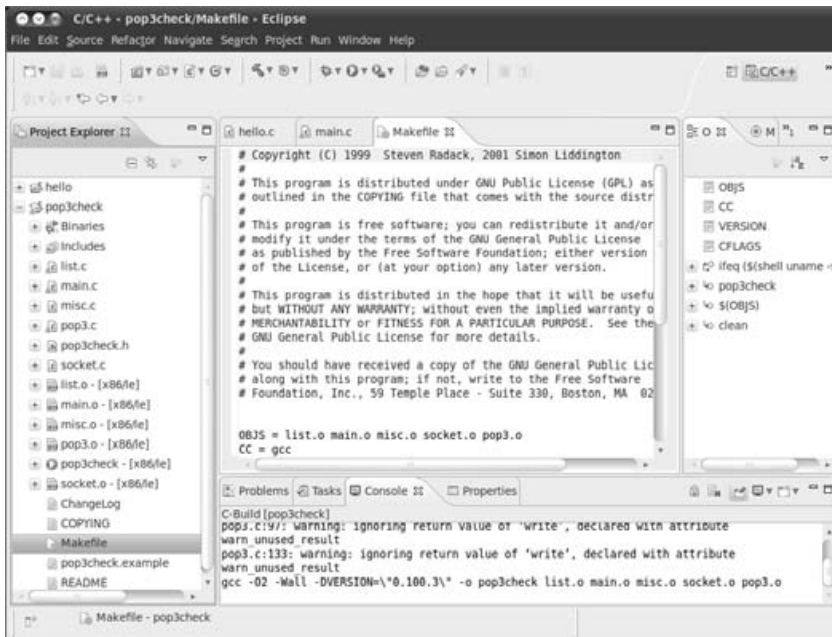 C/C++ - pop3check/Makefile - Eclipse
File Edit Source Refactor Navigate Search Project Run Window Help
C/C++
Project Explorer
hello
pop3check
Binaries
Includes
list.c
main.c
misc.c
pop3.c
pop3check.h
socket.c
list.o - [x86/le]
main.o - [x86/le]
misc.o - [x86/le]
pop3.o - [x86/le]
pop3check - [x86/le]
socket.o - [x86/le]
ChangeLog
COPYING
Makefile
pop3check.example
README
hello.c main.c Makefile
# Copyright (C) 1999  Steven Radack, 2001 Simon Liddington
#
# This program is distributed under GNU Public License (GPL) as
# outlined in the COPYING file that comes with the source distr
#
# This program is free software; you can redistribute it and/or
# modify it under the terms of the GNU General Public License
# as published by the Free Software Foundation; either version
# of the License, or (at your option) any later version.
#
# This program is distributed in the hope that it will be usefu
# but WITHOUT ANY WARRANTY; without even the implied warranty o
# MERCHANTABILITY or FITNESS FOR A PARTICULAR PURPOSE.  See the
# GNU General Public License for more details.
#
# You should have received a copy of the GNU General Public Lic
# along with this program; if not, write to the Free Software
# Foundation, Inc., 59 Temple Place - Suite 330, Boston, MA  02
OBJS = list.o main.o misc.o socket.o pop3.o
CC = gcc
O M "1
OBJS
CC
VERSION
CFLAGS
ifeq ($(shell uname -s
pop3check
$(OBJS)
clean
Problems Tasks Console Properties
C-Build [pop3check]
pop3.c:97: warning: ignoring return value of 'write', declared with attribute
warn_unused_result
pop3.c:133: warning: ignoring return value of 'write', declared with attribute
warn_unused_result
gcc -O2 -Wall -DVERSION=\"0.100.3\" -o pop3check list.o main.o misc.o socket.o pop3.o
Makefile - pop3check